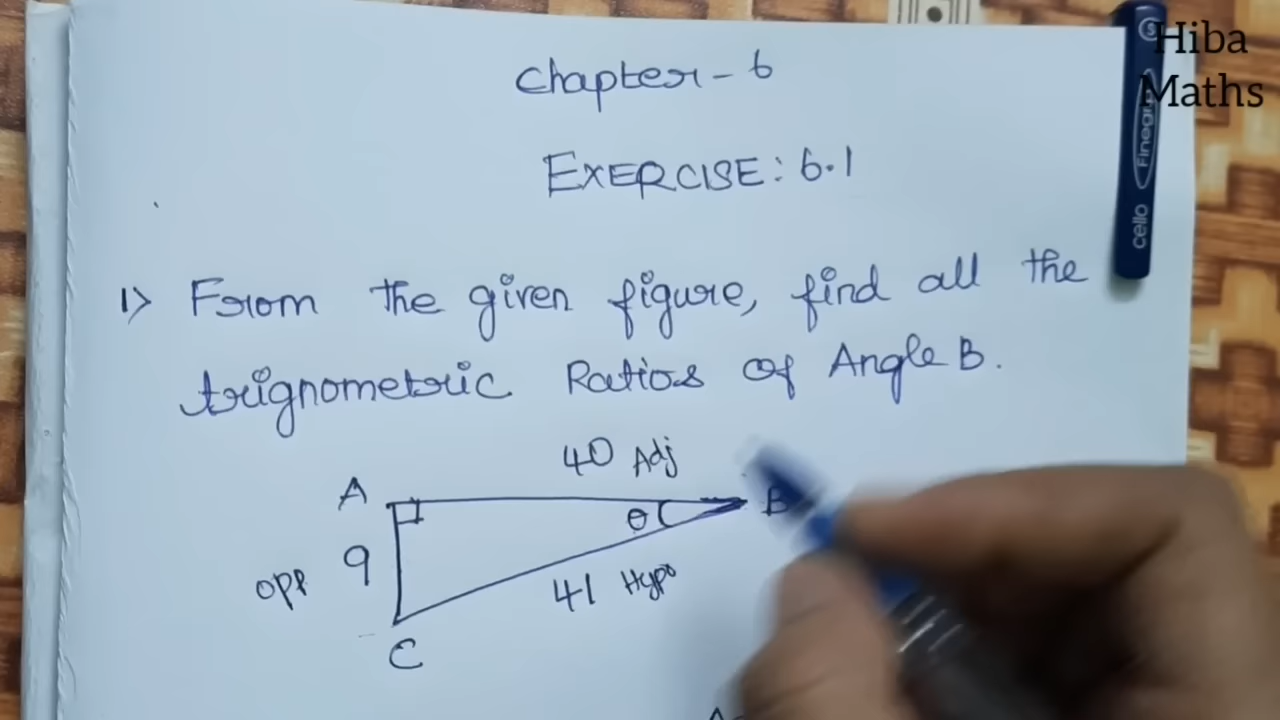 Hiba
Maths
Chapter - 6
EXERCISE: 6.1
1) From the given figure, find all the
trignometric Ratios of Angle B.
40 Adj
A
B
θ
9
opp
41 Hypo
C
cello Finegrip